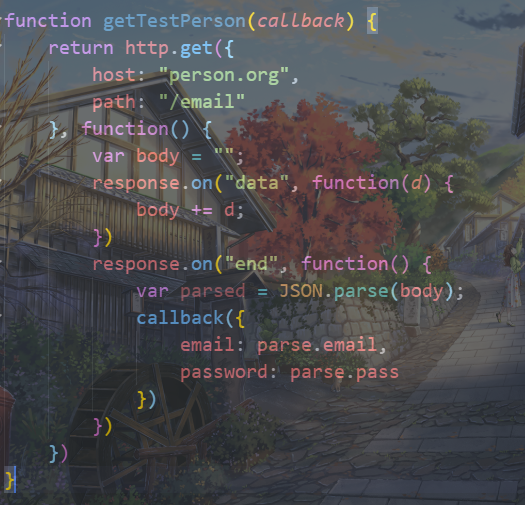 function getTestPerson(callback) {
return http.get({
host: "person.org",
path: "/email"
}, function() {
var body = "";
response.on("data", function(d) {
body += d;
})
response.on("end", function() {
var parsed = JSON.parse(body);
callback({
email: parse.email,
password: parse.pass
})
})
})
}